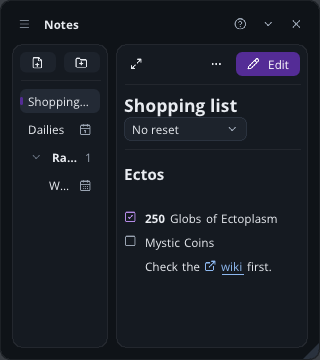 Notes
Edit
Shopping...
Dailies
Ra... 1
W...
Shopping list
No reset
Ectos
250 Globs of Ectoplasm
Mystic Coins
Check the wiki first.